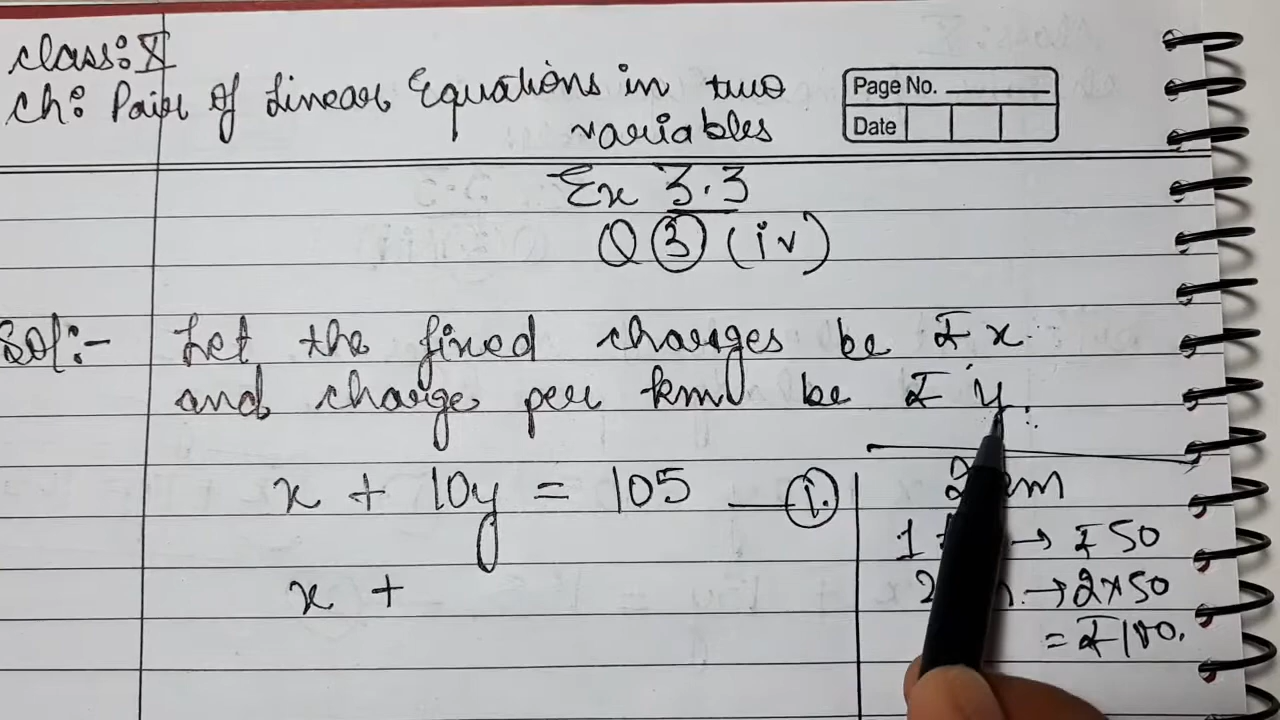 Class: X
Ch: Pair of Linear Equations in two
variables
Page No.
Date
Ex 3.3
Q 3 (iv)
Sol:- Let the fixed charges be ₹ x.
and charge per km be ₹ y.
x + 10y = 105 — (i)
x +
km
1 → ₹50
2 → 2×50
= ₹100.